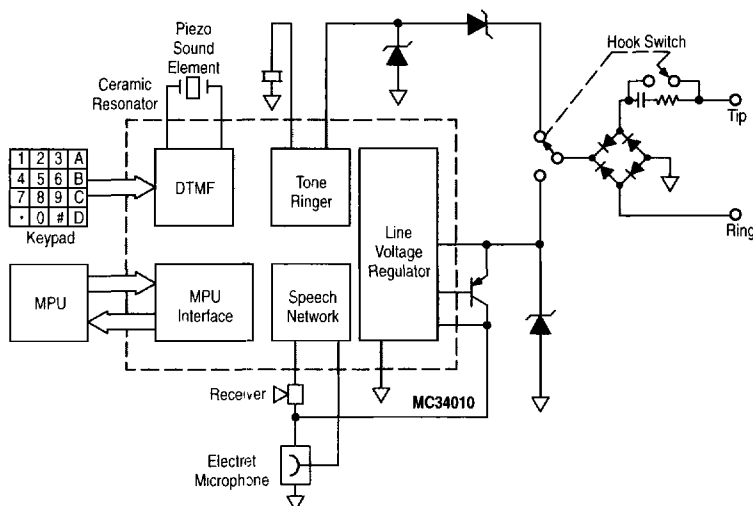 Piezo
Sound
Element
Hook Switch
Ceramic
Resonator
Tip
1 2 3 A
4 5 6 B
7 8 9 C
· 0 # D
Keypad
DTMF
Tone
Ringer
Line
Voltage
Regulator
Ring
MPU
MPU
Interface
Speech
Network
Receiver
MC34010
Electret
Microphone